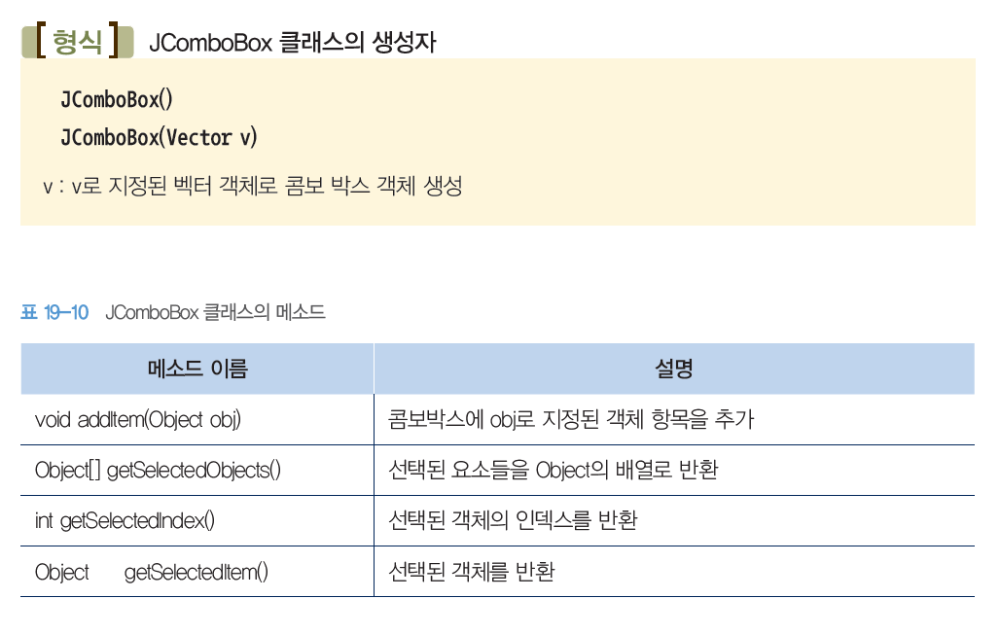 [형식] JComboBox 클래스의 생성자
JComboBox()
JComboBox(Vector v)
v : v로 지정된 벡터 객체로 콤보 박스 객체 생성
표 19-10 JComboBox 클래스의 메소드
메소드 이름 설명
void addItem(Object obj) 콤보박스에 obj로 지정된 객체 항목을 추가
Object[] getSelectedObjects() 선택된 요소들을 Object의 배열로 반환
int getSelectedIndex() 선택된 객체의 인덱스를 반환
Object getSelectedItem() 선택된 객체를 반환